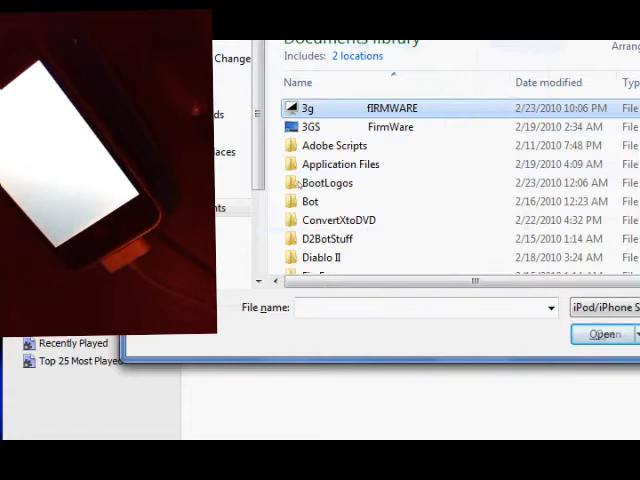 Documents library
Includes: 2 locations
Arran
Change
Name Date modified Typ
3g fIRMWARE 2/23/2010 10:06 PM File
3GS FirmWare 2/19/2010 2:34 AM File
Adobe Scripts 2/11/2010 7:48 PM File
Application Files 2/19/2010 4:09 AM File
BootLogos 2/23/2010 12:06 AM File
Bot 2/16/2010 12:23 AM File
ConvertXtoDVD 2/22/2010 4:32 PM File
D2BotStuff 2/15/2010 1:14 AM File
Diablo II 2/18/2010 3:24 AM File
ds
laces
nts
File name:
iPod/iPhone S
Open
Recently Played
Top 25 Most Played